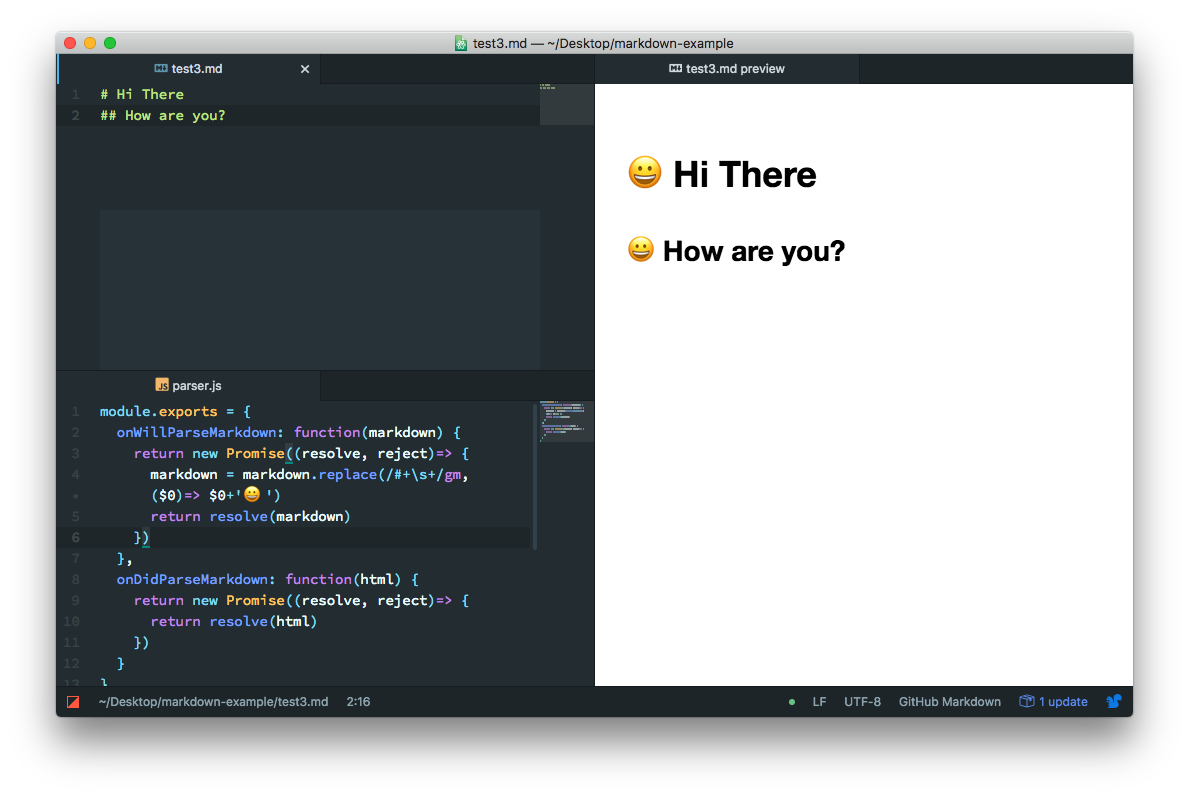 test3.md — ~/Desktop/markdown-example
test3.md
test3.md preview
1 # Hi There
2 ## How are you?
😀 Hi There
😀 How are you?
JS parser.js
1 module.exports = {
2 onWillParseMarkdown: function(markdown) {
3 return new Promise((resolve, reject)=> {
4 markdown = markdown.replace(/#+\s+/gm,
• ($0)=> $0+'😀 ')
5 return resolve(markdown)
6 })
7 },
8 onDidParseMarkdown: function(html) {
9 return new Promise((resolve, reject)=> {
10 return resolve(html)
11 })
12 }
13 }
~/Desktop/markdown-example/test3.md 2:16 LF UTF-8 GitHub Markdown 1 update